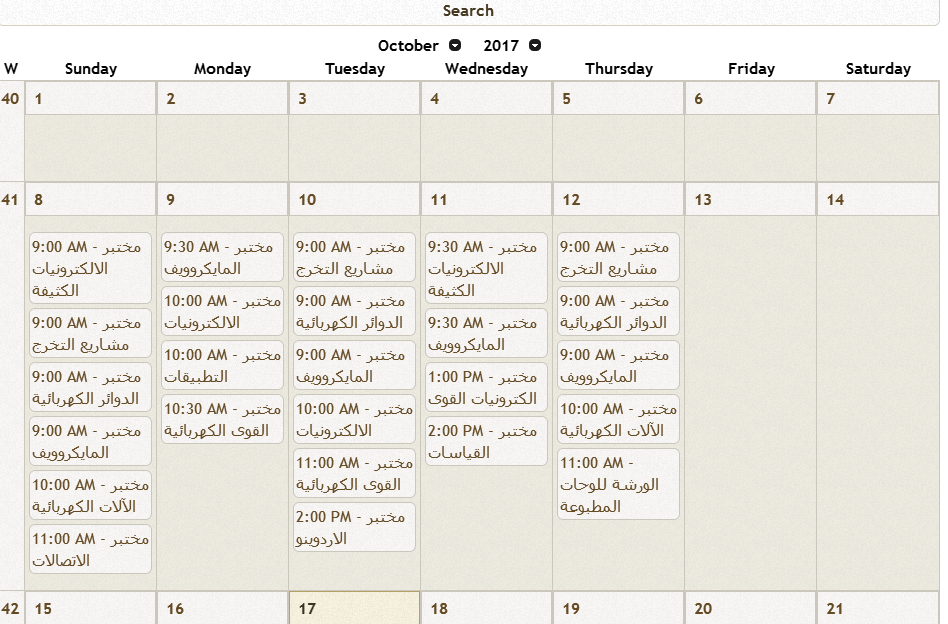 Search
October 2017
W Sunday Monday Tuesday Wednesday Thursday Friday Saturday
40 1 2 3 4 5 6 7
41 8 9 10 11 12 13 14
9:00 AM - مختبر
الالكترونيات
الكثيفة
9:00 AM - مختبر
مشاريع التخرج
9:00 AM - مختبر
الدوائر الكهربائية
9:00 AM - مختبر
المايكروويف
10:00 AM - مختبر
الآلات الكهربائية
11:00 AM - مختبر
الاتصالات
9:30 AM - مختبر
المايكروويف
10:00 AM - مختبر
الالكترونيات
10:00 AM - مختبر
التطبيقات
10:30 AM - مختبر
القوى الكهربائية
9:00 AM - مختبر
مشاريع التخرج
9:00 AM - مختبر
الدوائر الكهربائية
9:00 AM - مختبر
المايكروويف
10:00 AM - مختبر
الالكترونيات
11:00 AM - مختبر
القوى الكهربائية
2:00 PM - مختبر
الاردوينو
9:30 AM - مختبر
الالكترونيات
الكثيفة
9:30 AM - مختبر
المايكروويف
1:00 PM - مختبر
الكترونيات القوى
2:00 PM - مختبر
القياسات
9:00 AM - مختبر
مشاريع التخرج
9:00 AM - مختبر
الدوائر الكهربائية
9:00 AM - مختبر
المايكروويف
10:00 AM - مختبر
الآلات الكهربائية
11:00 AM -
الورشة للوحات
المطبوعة
42 15 16 17 18 19 20 21